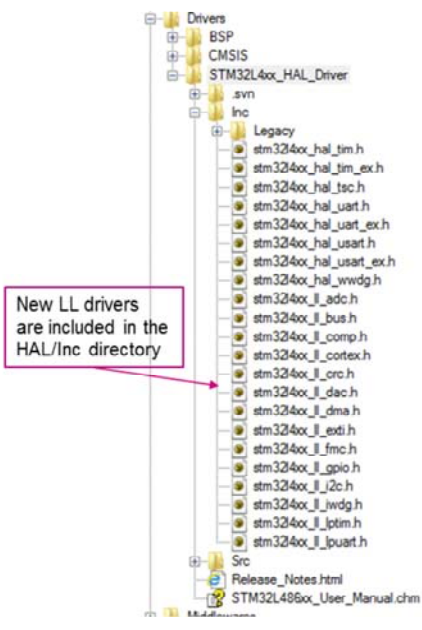 Drivers
BSP
CMSIS
STM32L4xx_HAL_Driver
.svn
Inc
Legacy
stm32l4xx_hal_tim.h
stm32l4xx_hal_tim_ex.h
stm32l4xx_hal_tsc.h
stm32l4xx_hal_uart.h
stm32l4xx_hal_uart_ex.h
stm32l4xx_hal_usart.h
stm32l4xx_hal_usart_ex.h
stm32l4xx_hal_wwdg.h
stm32l4xx_ll_adc.h
stm32l4xx_ll_bus.h
stm32l4xx_ll_comp.h
stm32l4xx_ll_cortex.h
stm32l4xx_ll_crc.h
stm32l4xx_ll_dac.h
stm32l4xx_ll_dma.h
stm32l4xx_ll_exti.h
stm32l4xx_ll_fmc.h
stm32l4xx_ll_gpio.h
stm32l4xx_ll_i2c.h
stm32l4xx_ll_iwdg.h
stm32l4xx_ll_lptim.h
stm32l4xx_ll_lpuart.h
Src
Release_Notes.html
STM32L486xx_User_Manual.chm
Middlewares
New LL drivers
are included in the
HAL/Inc directory